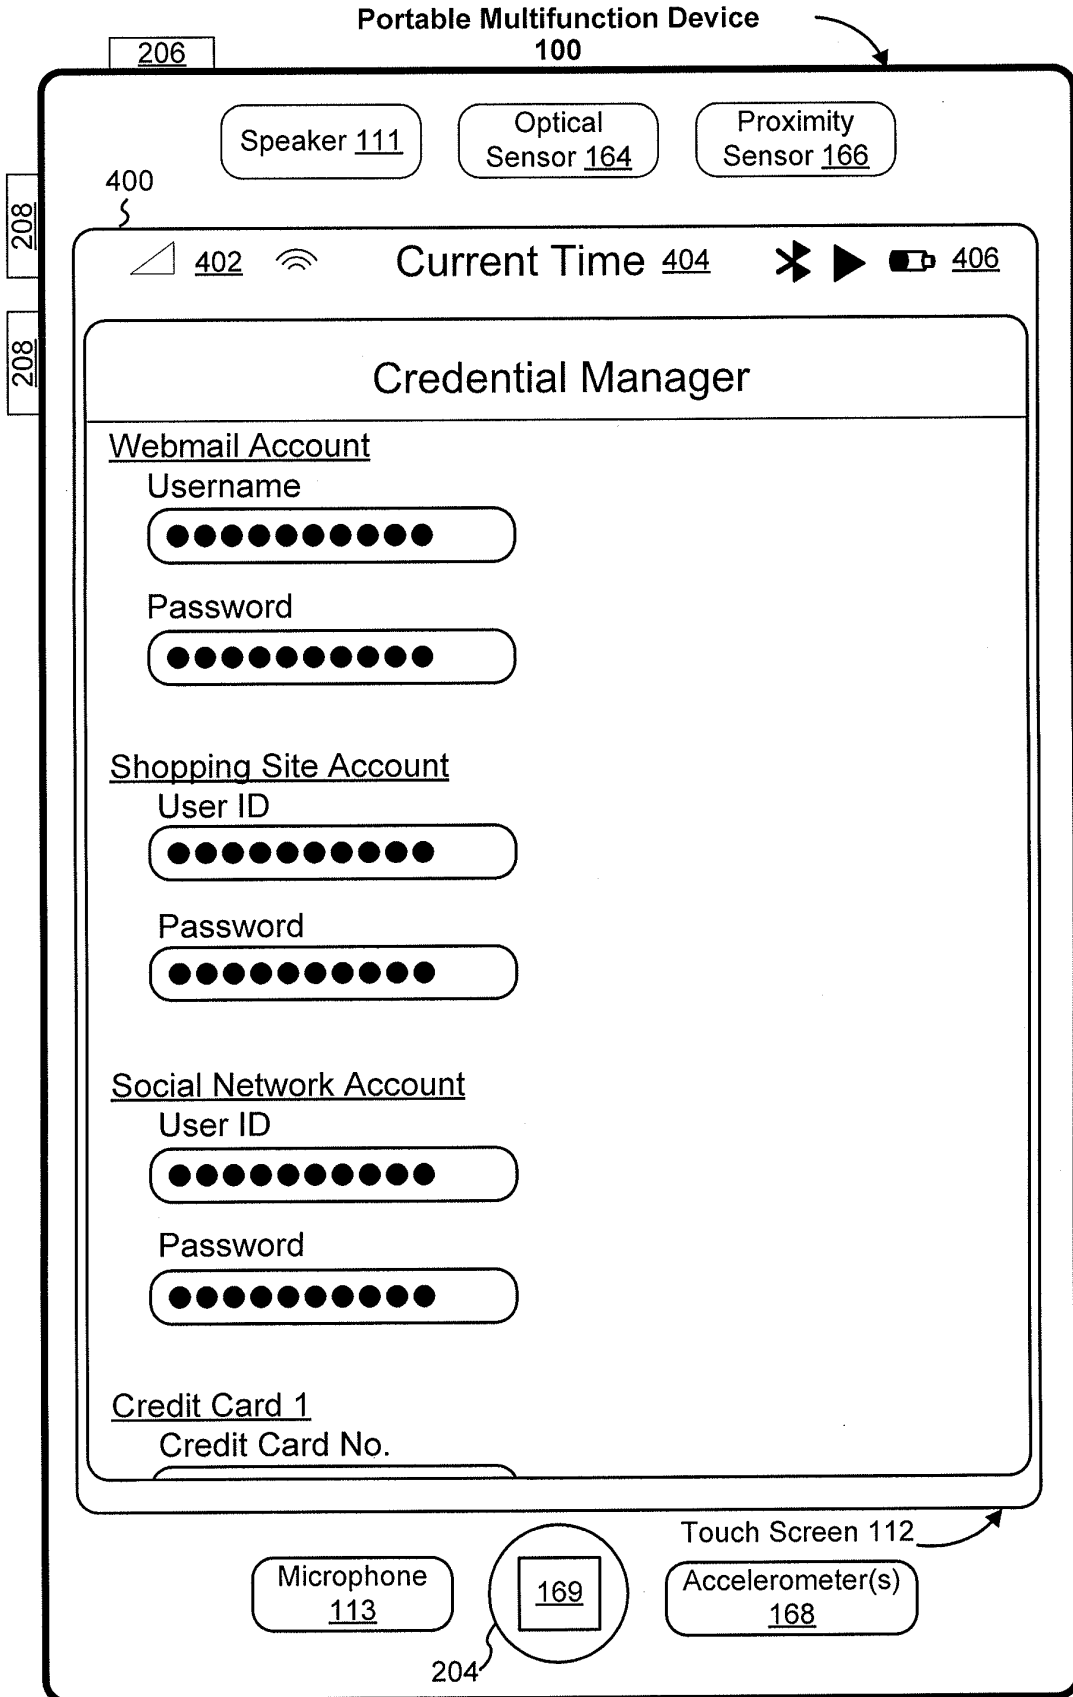 Portable Multifunction Device
100
206
Speaker 111
Optical
Sensor 164
Proximity
Sensor 166
208
400
402
Current Time 404
406
208
Credential Manager
Webmail Account
Username
Password
Shopping Site Account
User ID
Password
Social Network Account
User ID
Password
Credit Card 1
Credit Card No.
Touch Screen 112
Microphone
113
169
Accelerometer(s)
168
204